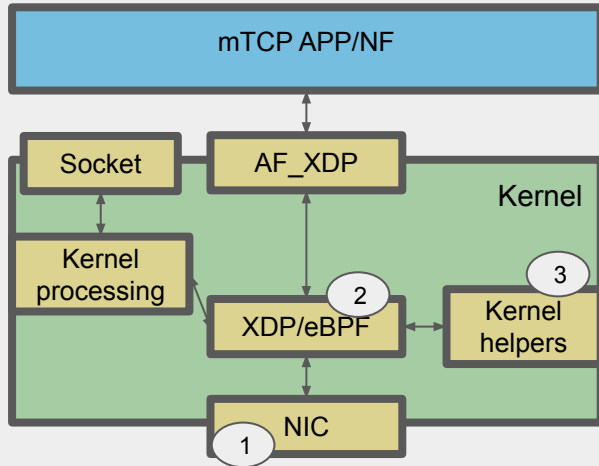 mTCP APP/NF
Socket
AF_XDP
Kernel
Kernel
processing
2
XDP/eBPF
3
Kernel
helpers
NIC
1